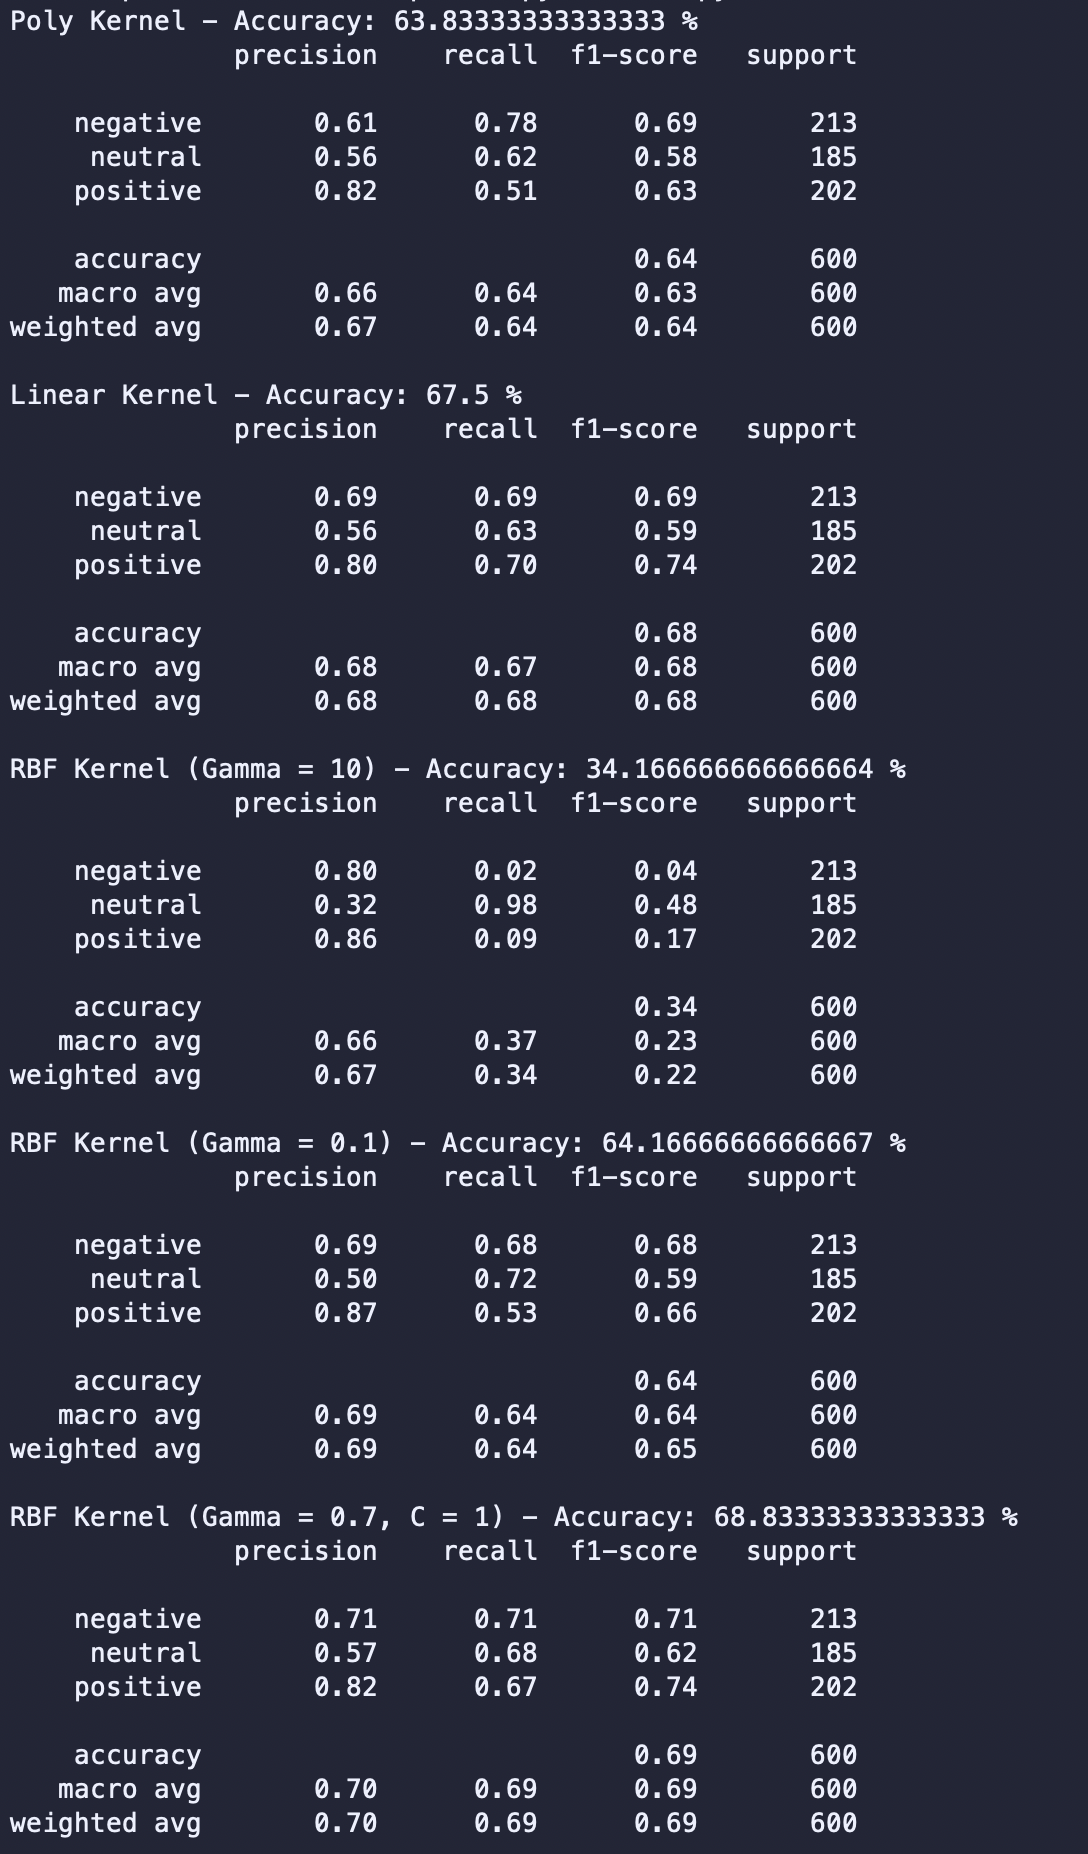 Poly Kernel – Accuracy: 63.83333333333333 %
precision recall f1-score support
negative 0.61 0.78 0.69 213
neutral 0.56 0.62 0.58 185
positive 0.82 0.51 0.63 202
accuracy 0.64 600
macro avg 0.66 0.64 0.63 600
weighted avg 0.67 0.64 0.64 600
Linear Kernel – Accuracy: 67.5 %
precision recall f1-score support
negative 0.69 0.69 0.69 213
neutral 0.56 0.63 0.59 185
positive 0.80 0.70 0.74 202
accuracy 0.68 600
macro avg 0.68 0.67 0.68 600
weighted avg 0.68 0.68 0.68 600
RBF Kernel (Gamma = 10) – Accuracy: 34.166666666666664 %
precision recall f1-score support
negative 0.80 0.02 0.04 213
neutral 0.32 0.98 0.48 185
positive 0.86 0.09 0.17 202
accuracy 0.34 600
macro avg 0.66 0.37 0.23 600
weighted avg 0.67 0.34 0.22 600
RBF Kernel (Gamma = 0.1) – Accuracy: 64.16666666666667 %
precision recall f1-score support
negative 0.69 0.68 0.68 213
neutral 0.50 0.72 0.59 185
positive 0.87 0.53 0.66 202
accuracy 0.64 600
macro avg 0.69 0.64 0.64 600
weighted avg 0.69 0.64 0.65 600
RBF Kernel (Gamma = 0.7, C = 1) – Accuracy: 68.83333333333333 %
precision recall f1-score support
negative 0.71 0.71 0.71 213
neutral 0.57 0.68 0.62 185
positive 0.82 0.67 0.74 202
accuracy 0.69 600
macro avg 0.70 0.69 0.69 600
weighted avg 0.70 0.69 0.69 600